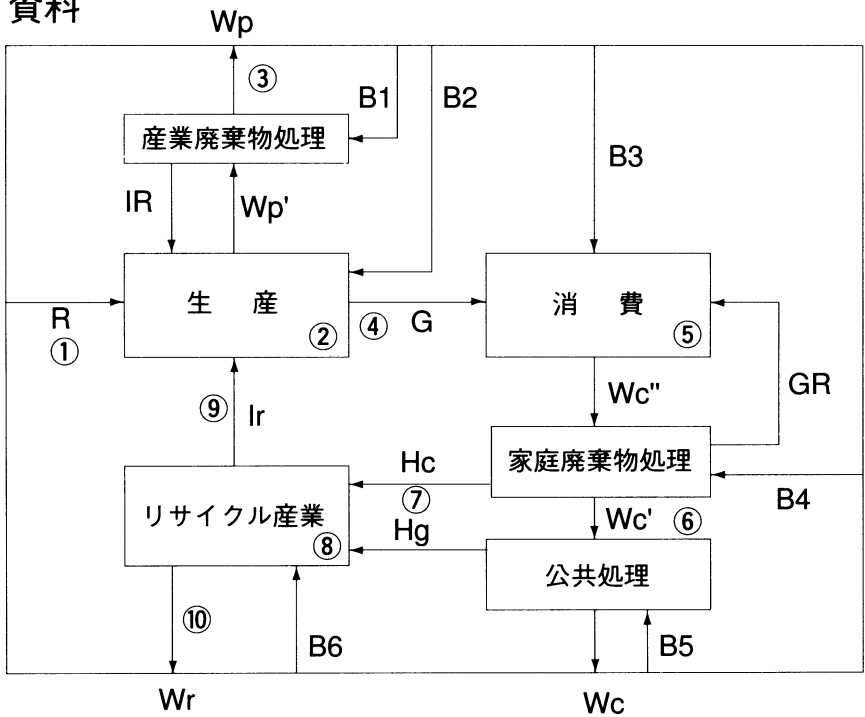 資料
Wp
③
B1
B2
産業廃棄物処理
B3
IR
Wp'
生 産
消 費
R
①
②
④
G
⑤
Wc''
GR
⑨
Ir
家庭廃棄物処理
Hc
⑦
B4
リサイクル産業
Wc'
⑥
⑧
Hg
公共処理
⑩
B6
B5
Wr
Wc